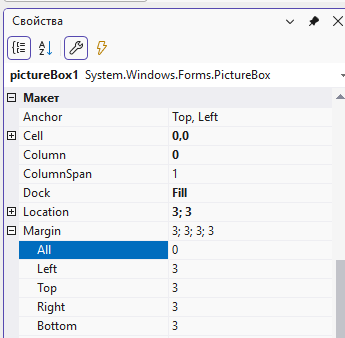 Свойства
pictureBox1 System.Windows.Forms.PictureBox
Макет
Anchor Top, Left
Cell 0,0
Column 0
ColumnSpan 1
Dock Fill
Location 3; 3
Margin 3; 3; 3; 3
All 0
Left 3
Top 3
Right 3
Bottom 3